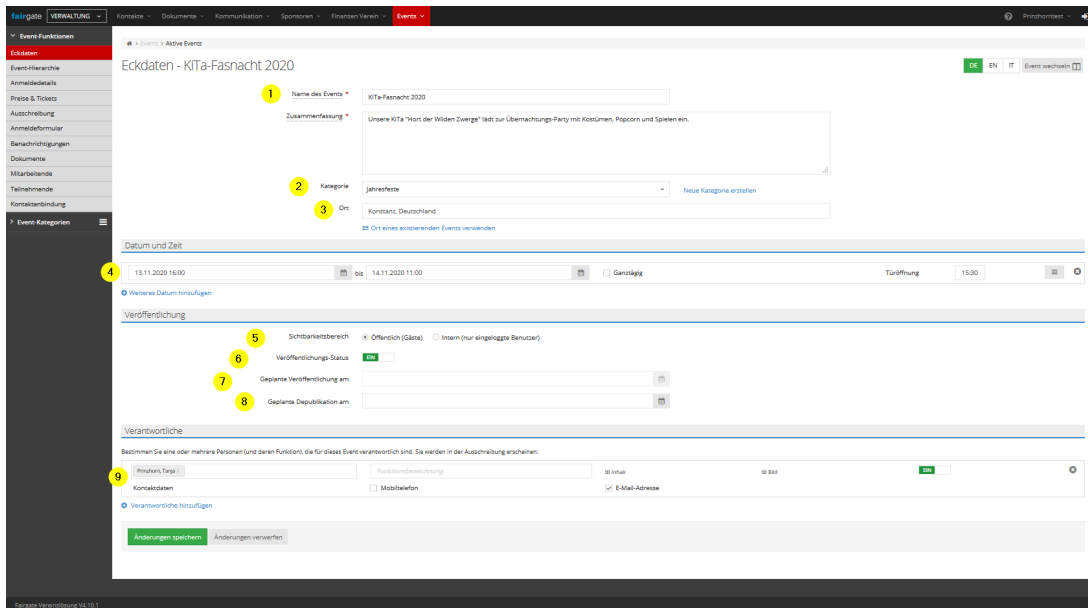 fairgate VERWALTUNG Kontakte Dokumente Kommunikation Sponsoren Finanzen Verein Events Prinzhorntest
Event-Funktionen
Eckdaten
Event-Hierarchie
Anmeldedetails
Preise & Tickets
Ausschreibung
Anmeldeformular
Benachrichtigungen
Dokumente
Mitarbeitende
Teilnehmende
Kontaktanbindung
Event-Kategorien
> Events > Aktive Events
Eckdaten - KiTa-Fasnacht 2020
DE EN IT Event wechseln
1 Name des Events * KiTa-Fasnacht 2020
Zusammenfassung * Unsere KiTa "Hort der Wilden Zwerge" lädt zur Übernachtungs-Party mit Kostümen, Popcorn und Spielen ein.
2 Kategorie Jahresfeste Neue Kategorie erstellen
3 Ort Konstanz, Deutschland
Ort eines existierenden Events verwenden
Datum und Zeit
4 13.11.2020 16:00 bis 14.11.2020 11:00 Ganztägig Türöffnung 15:30
Weiteres Datum hinzufügen
Veröffentlichung
5 Sichtbarkeitsbereich Öffentlich (Gäste) Intern (nur eingeloggte Benutzer)
6 Veröffentlichungs-Status EIN
7 Geplante Veröffentlichung am
8 Geplante Depublikation am
Verantwortliche
Bestimmen Sie eine oder mehrere Personen (und deren Funktion), die für dieses Event verantwortlich sind. Sie werden in der Ausschreibung erscheinen:
9 Prinzhorn, Tanja Funktionsbezeichnung Inhalt Bild EIN
Kontaktdaten Mobiltelefon E-Mail-Adresse
Verantwortliche hinzufügen
Änderungen speichern Änderungen verwerfen
Fairgate Vereinslösung V4.10.1